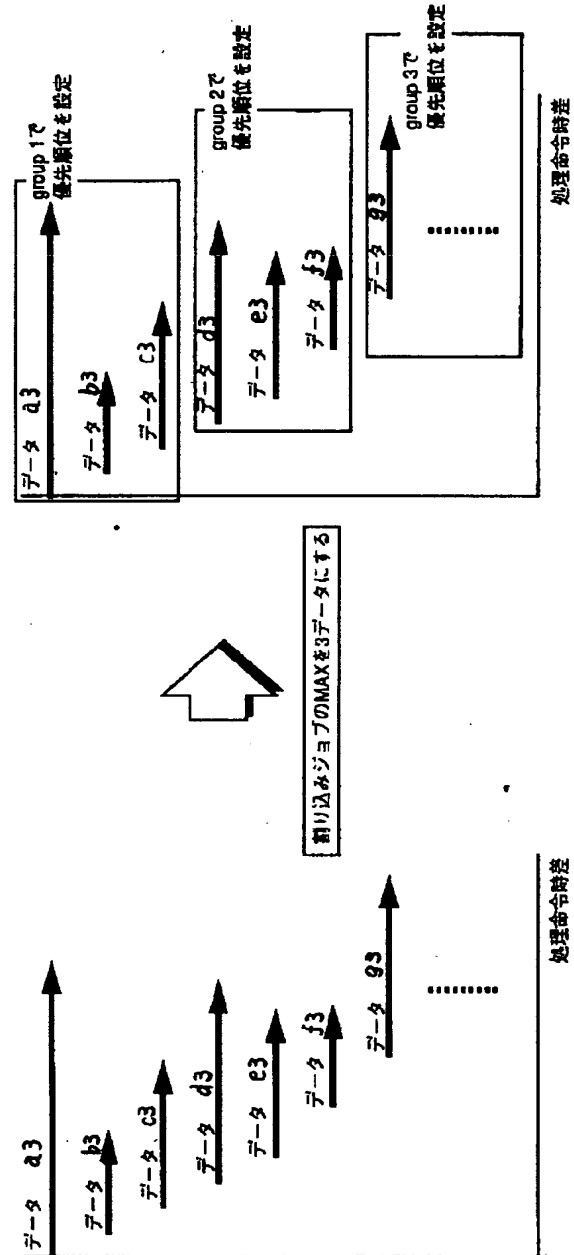 データ a3
データ b3
データ c3
データ d3
データ e3
データ f3
データ g3
処理命令時差
割り込みジョブのMAXを3データにする
データ a3
データ b3
データ c3
group 1で
優先順位を設定
データ d3
データ e3
データ f3
group 2で
優先順位を設定
データ g3
group 3で
優先順位を設定
処理命令時差